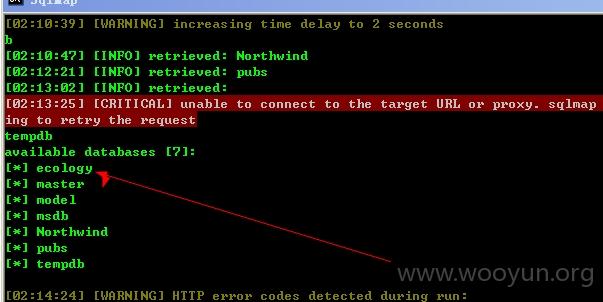 Sqlmap
[02:10:39] [WARNING] increasing time delay to 2 seconds
b
[02:10:47] [INFO] retrieved: Northwind
[02:12:21] [INFO] retrieved: pubs
[02:13:02] [INFO] retrieved:
[02:13:25] [CRITICAL] unable to connect to the target URL or proxy. sqlmap
ing to retry the request
tempdb
available databases [7]:
[*] ecology
[*] master
[*] model
[*] msdb
[*] Northwind
[*] pubs
[*] tempdb
www.wooyun.org
[02:14:24] [WARNING] HTTP error codes detected during run: